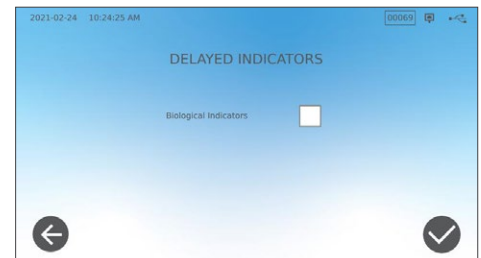 2021-02-24 10:24:25 AM 00069
DELAYED INDICATORS
Biological Indicators